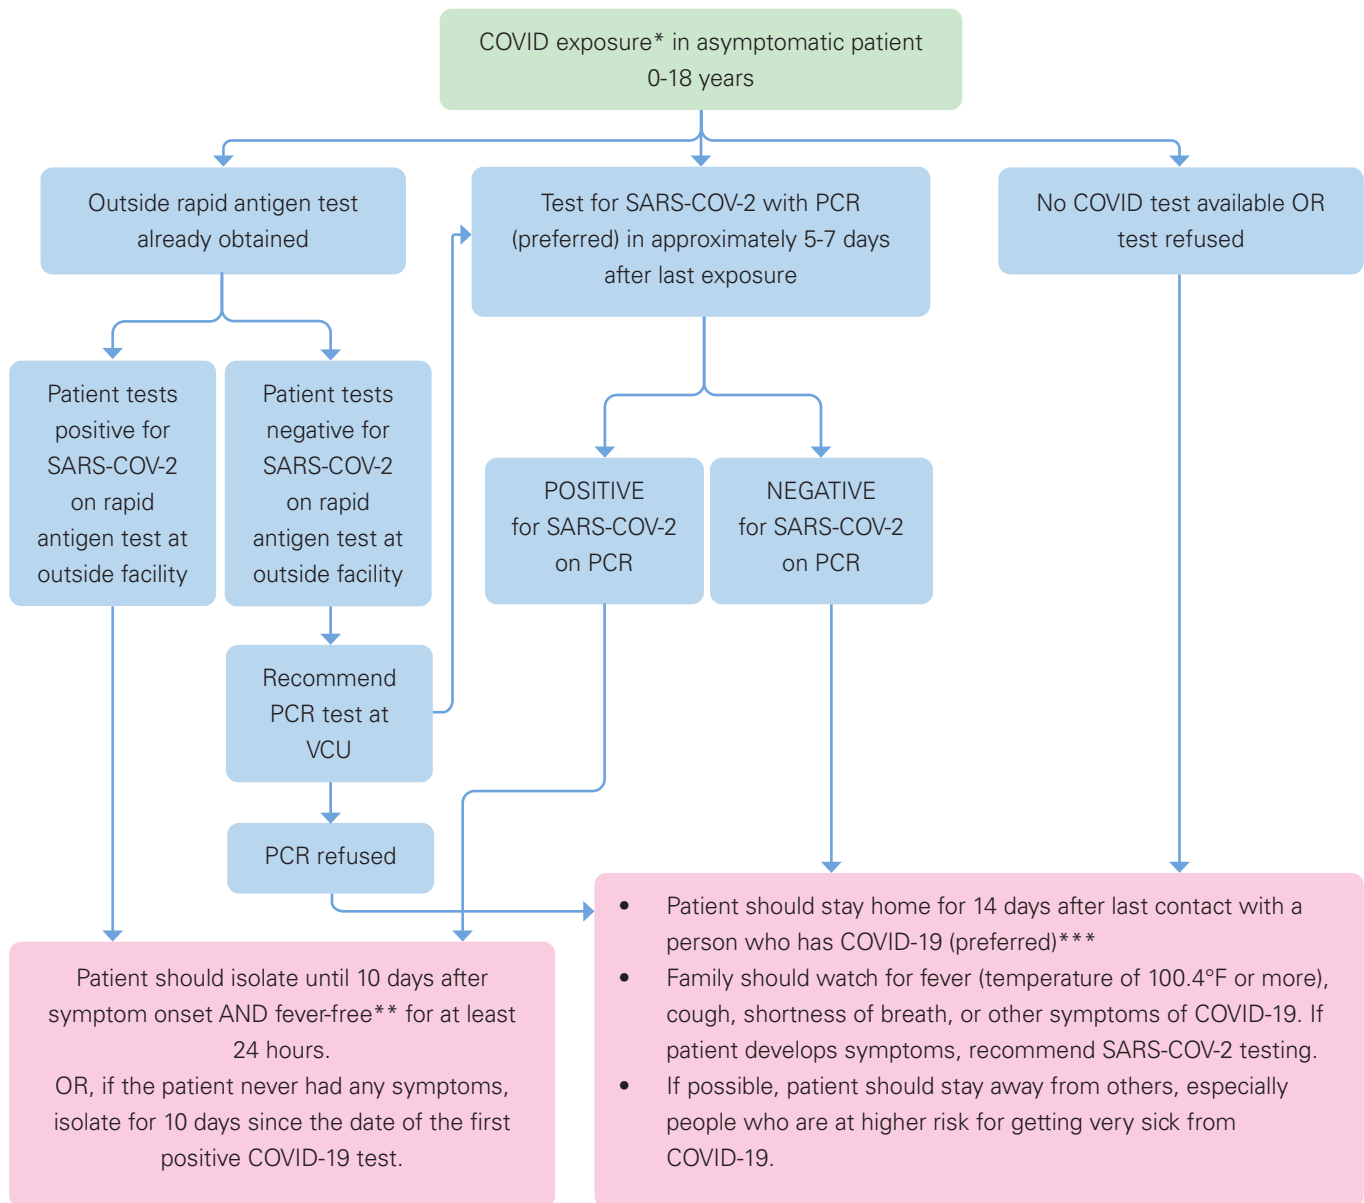 COVID exposure* in asymptomatic patient
0-18 years
Outside rapid antigen test
already obtained
Test for SARS-COV-2 with PCR
(preferred) in approximately 5-7 days
after last exposure
No COVID test available OR
test refused
Patient tests
positive for
SARS-COV-2
on rapid
antigen test at
outside facility
Patient tests
negative for
SARS-COV-2
on rapid
antigen test at
outside facility
POSITIVE
for SARS-COV-2
on PCR
NEGATIVE
for SARS-COV-2
on PCR
Recommend
PCR test at
VCU
PCR refused
Patient should isolate until 10 days after
symptom onset AND fever-free** for at least
24 hours.
OR, if the patient never had any symptoms,
isolate for 10 days since the date of the first
positive COVID-19 test.
• Patient should stay home for 14 days after last contact with a
person who has COVID-19 (preferred)***
• Family should watch for fever (temperature of 100.4°F or more),
cough, shortness of breath, or other symptoms of COVID-19. If
patient develops symptoms, recommend SARS-COV-2 testing.
• If possible, patient should stay away from others, especially
people who are at higher risk for getting very sick from
COVID-19.